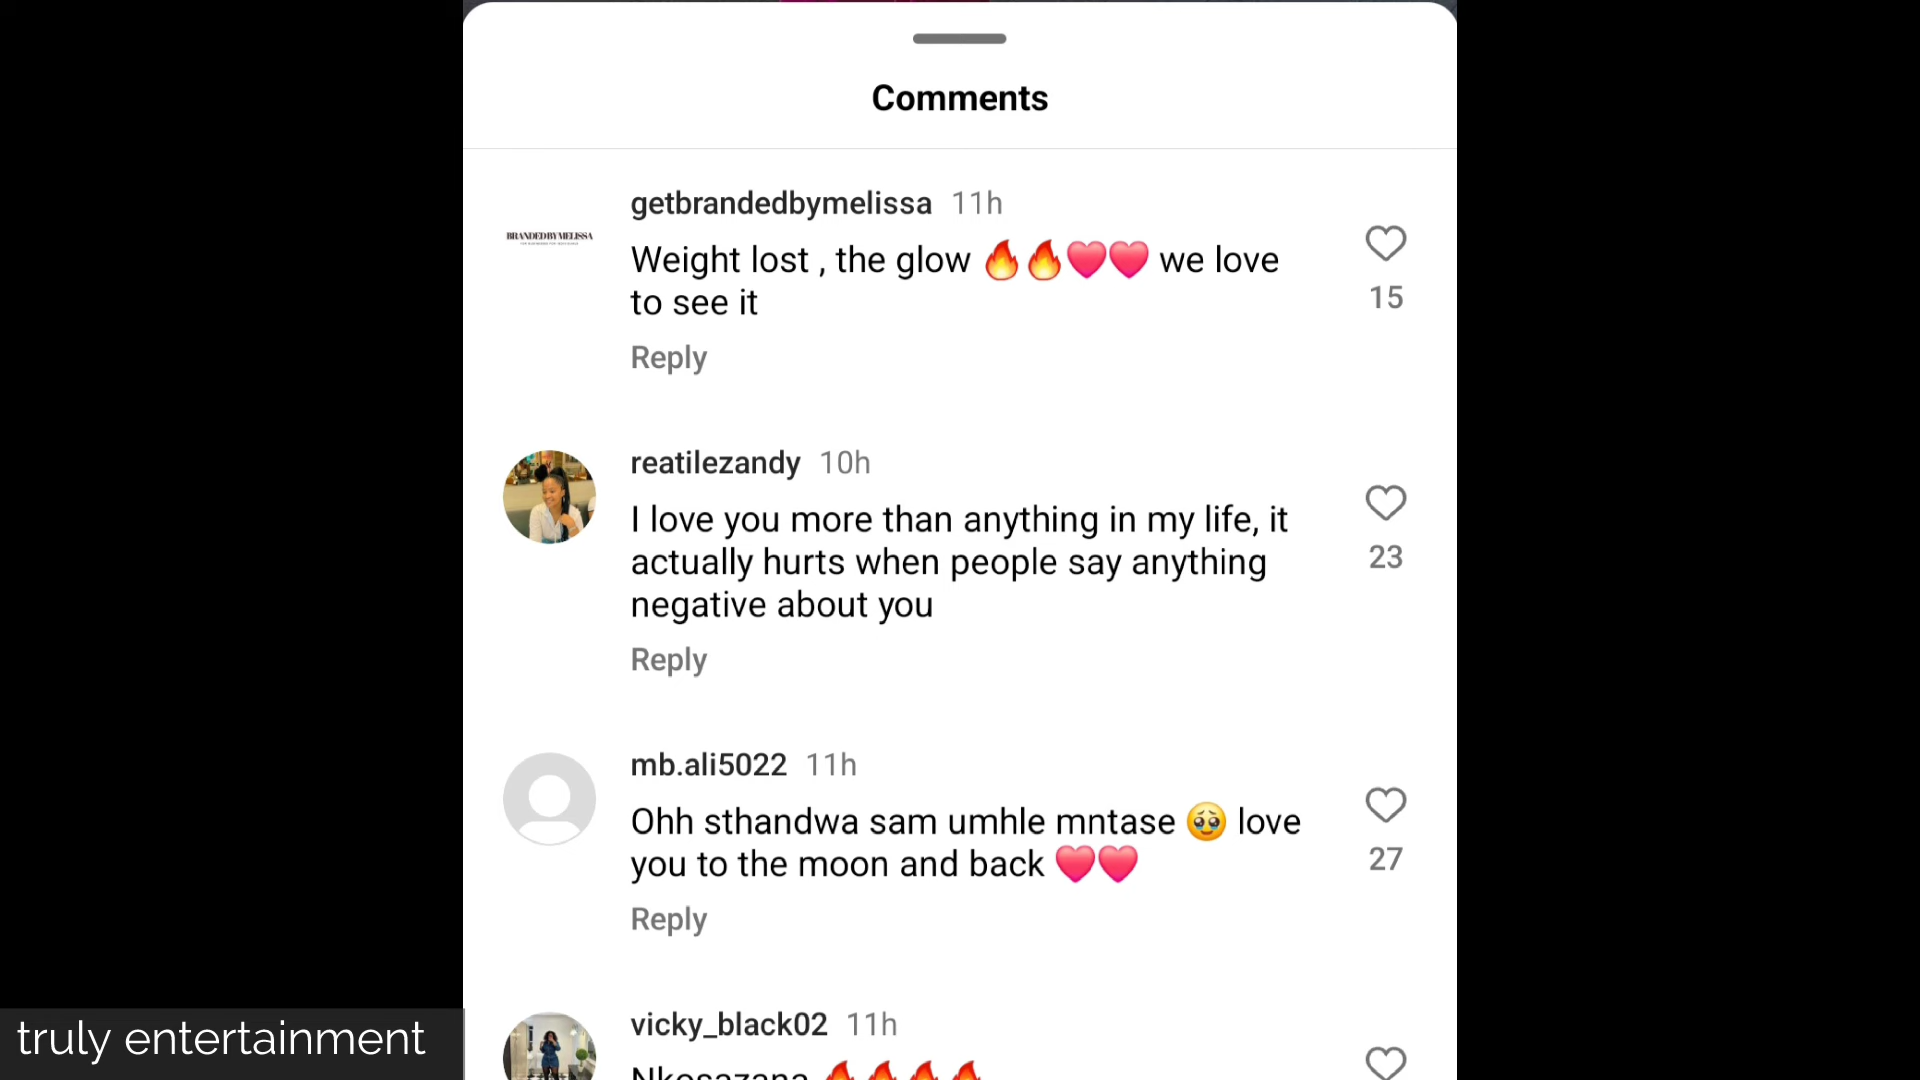 Comments
getbrandedbymelissa 11h
BRANDEDBYMELISSA
Weight lost , the glow 🔥🔥❤️❤️ we love
to see it
15
Reply
reatilezandy 10h
I love you more than anything in my life, it
actually hurts when people say anything
negative about you
23
Reply
mb.ali5022 11h
Ohh sthandwa sam umhle mntase 🥹 love
you to the moon and back ❤️❤️
27
Reply
vicky_black02 11h
Nkosazana 🔥🔥🔥🔥
truly entertainment